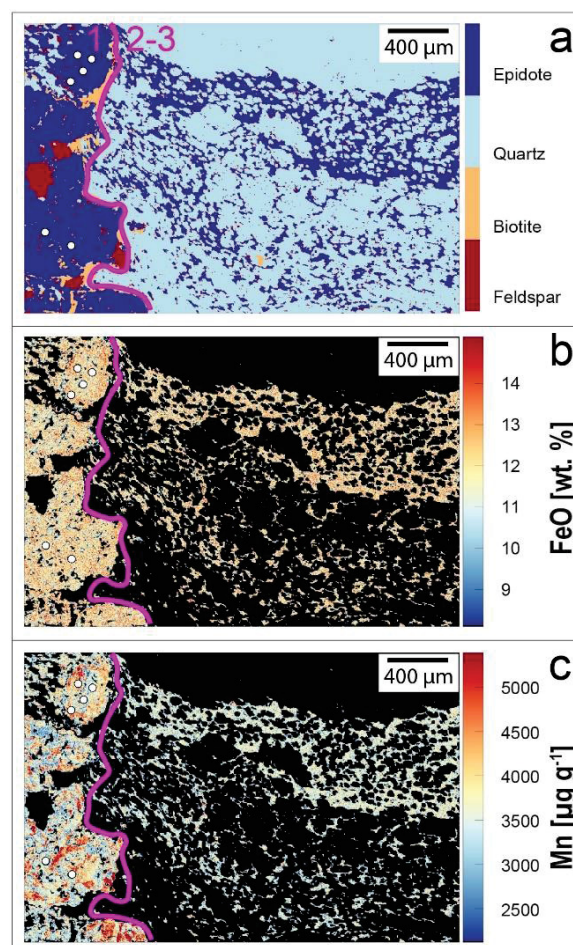 1 2-3
400 µm
a
Epidote
Quartz
Biotite
Feldspar
400 µm
b
14
13
12
11
10
9
FeO [wt. %]
400 µm
c
5000
4500
4000
3500
3000
2500
Mn [µg g⁻¹]